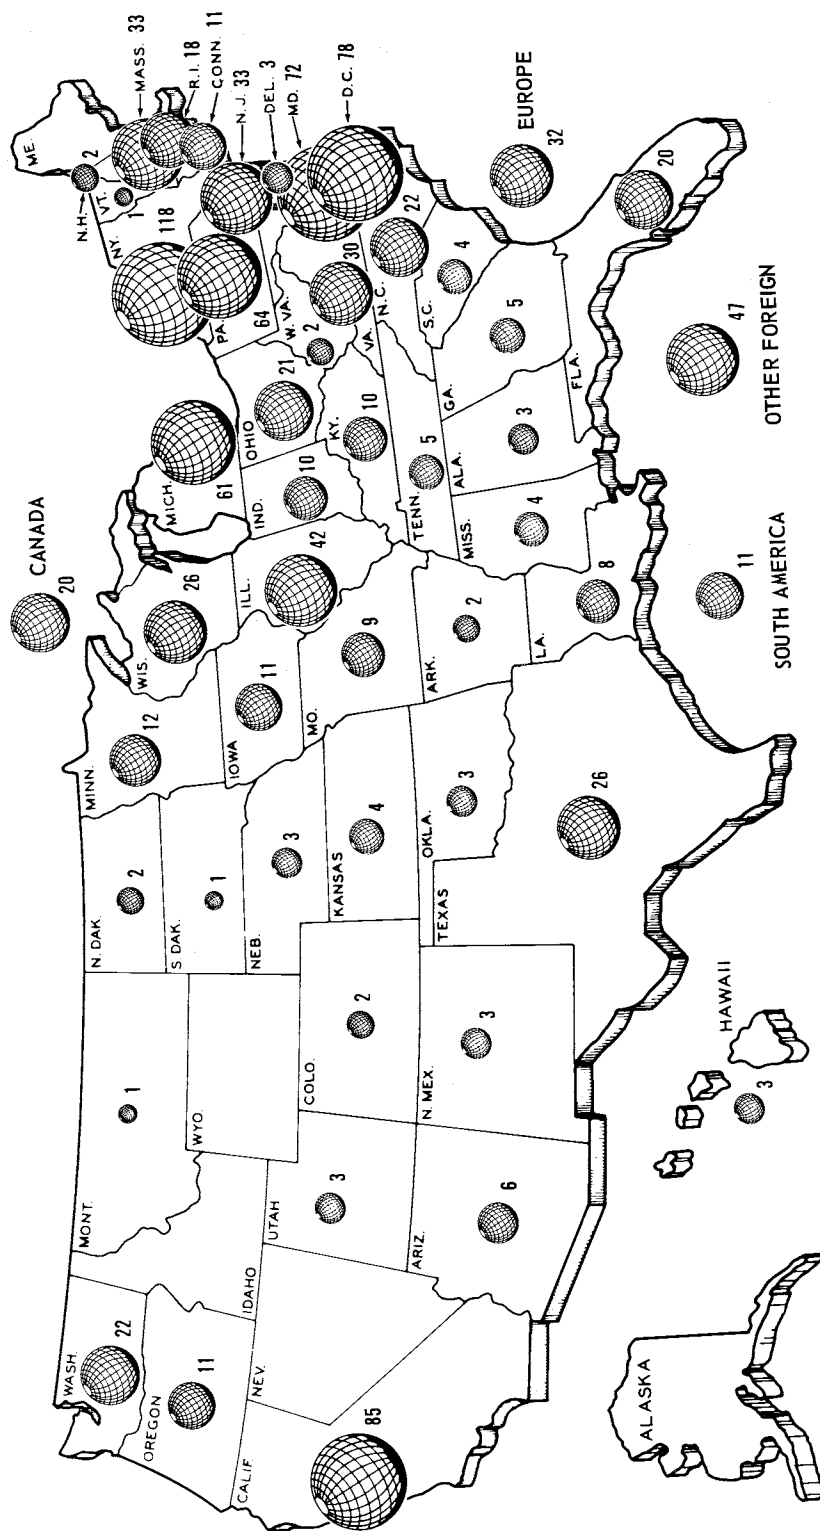 CANADA
20
WASH.
22
OREGON
11
CALIF.
85
NEV.
IDAHO
MONT.
1
WYO.
UTAH
3
ARIZ.
6
COLO.
2
N. MEX.
3
N. DAK.
2
S. DAK.
1
NEB.
3
KANSAS
4
OKLA.
3
TEXAS
26
MINN.
12
IOWA
11
MO.
9
ARK.
2
LA.
8
WIS.
26
ILL.
42
MICH.
61
IND.
10
OHIO
21
KY.
10
TENN.
5
MISS.
4
ALA.
3
GA.
5
FLA.
20
S.C.
4
N.C.
22
VA.
30
W. VA.
2
PA.
64
NY.
118
VT.
1
N.H.
2
ME.
MASS. 33
R.I. 18
CONN. 11
N.J. 33
DEL. 3
MD. 72
D.C. 78
EUROPE
32
ALASKA
HAWAII
3
SOUTH AMERICA
11
OTHER FOREIGN
47